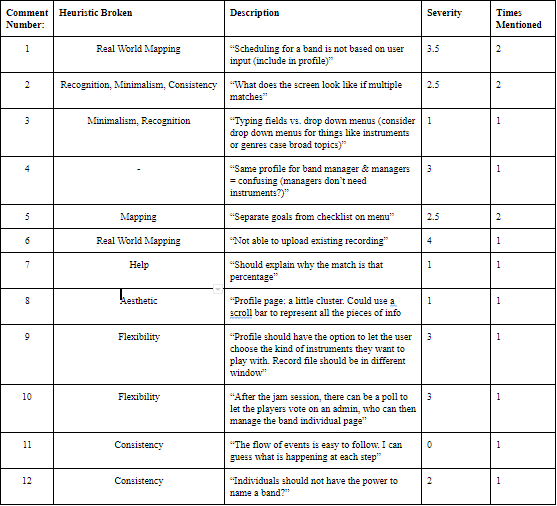 Comment Number:
Heuristic Broken
Description
Severity
Times Mentioned
1
Real World Mapping
“Scheduling for a band is not based on user
input (include in profile)”
3.5
2
2
Recognition, Minimalism, Consistency
“What does the screen look like if multiple
matches”
2.5
2
3
Minimalism, Recognition
“Typing fields vs. drop down menus (consider
drop down menus for things like instruments
or genres case broad topics)”
1
1
4
-
“Same profile for band manager & managers
= confusing (managers don’t need
instruments?)”
3
1
5
Mapping
“Separate goals from checklist on menu”
2.5
2
6
Real World Mapping
“Not able to upload existing recording”
4
1
7
Help
“Should explain why the match is that
percentage”
1
1
8
Aesthetic
“Profile page: a little cluster. Could use a
scroll bar to represent all the pieces of info
1
1
9
Flexibility
“Profile should have the option to let the user
choose the kind of instruments they want to
play with. Record file should be in different
window”
3
1
10
Flexibility
“After the jam session, there can be a poll to
let the players vote on an admin, who can then
manage the band individual page”
3
1
11
Consistency
“The flow of events is easy to follow. I can
guess what is happening at each step”
0
1
12
Consistency
“Individuals should not have the power to
name a band?”
2
1